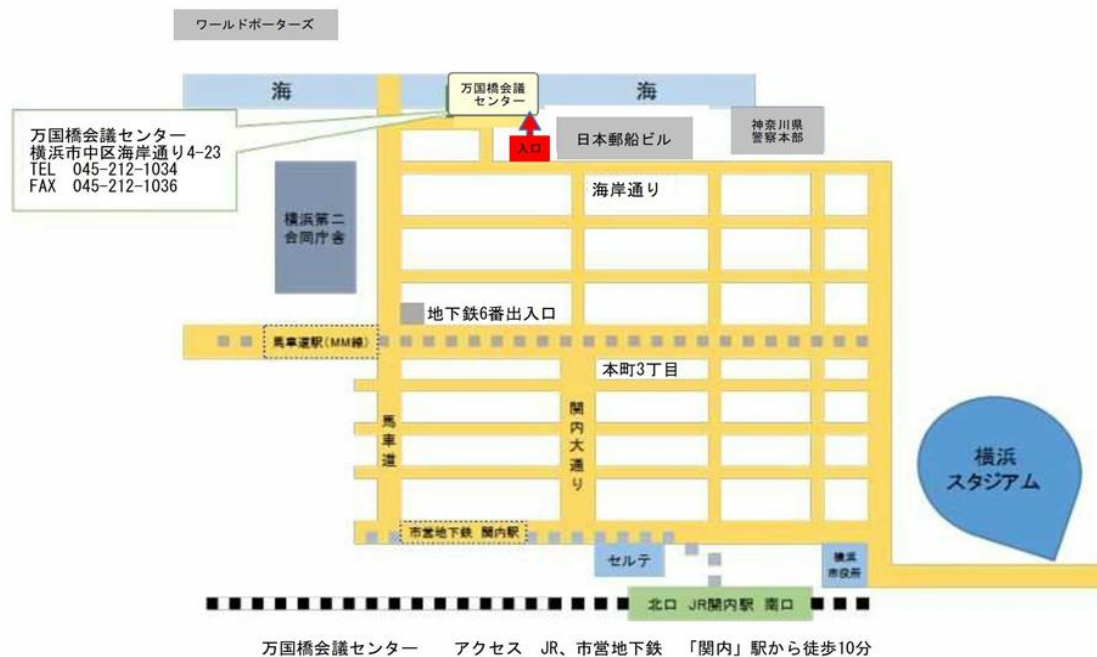 ワールドポーターズ
海
海
万国橋会議
センター
万国橋会議センター
横浜市中区海岸通り4-23
TEL 045-212-1034
FAX 045-212-1036
入口
日本郵船ビル
神奈川県
警察本部
海岸通り
横浜第二
合同庁舎
地下鉄6番出入口
馬車道駅(MM線)
本町3丁目
馬車道
関内大通り
横浜
スタジアム
市営地下鉄 関内駅
セルテ
横浜
市役所
北口 JR関内駅 南口
万国橋会議センター アクセス JR、市営地下鉄 「関内」駅から徒歩10分